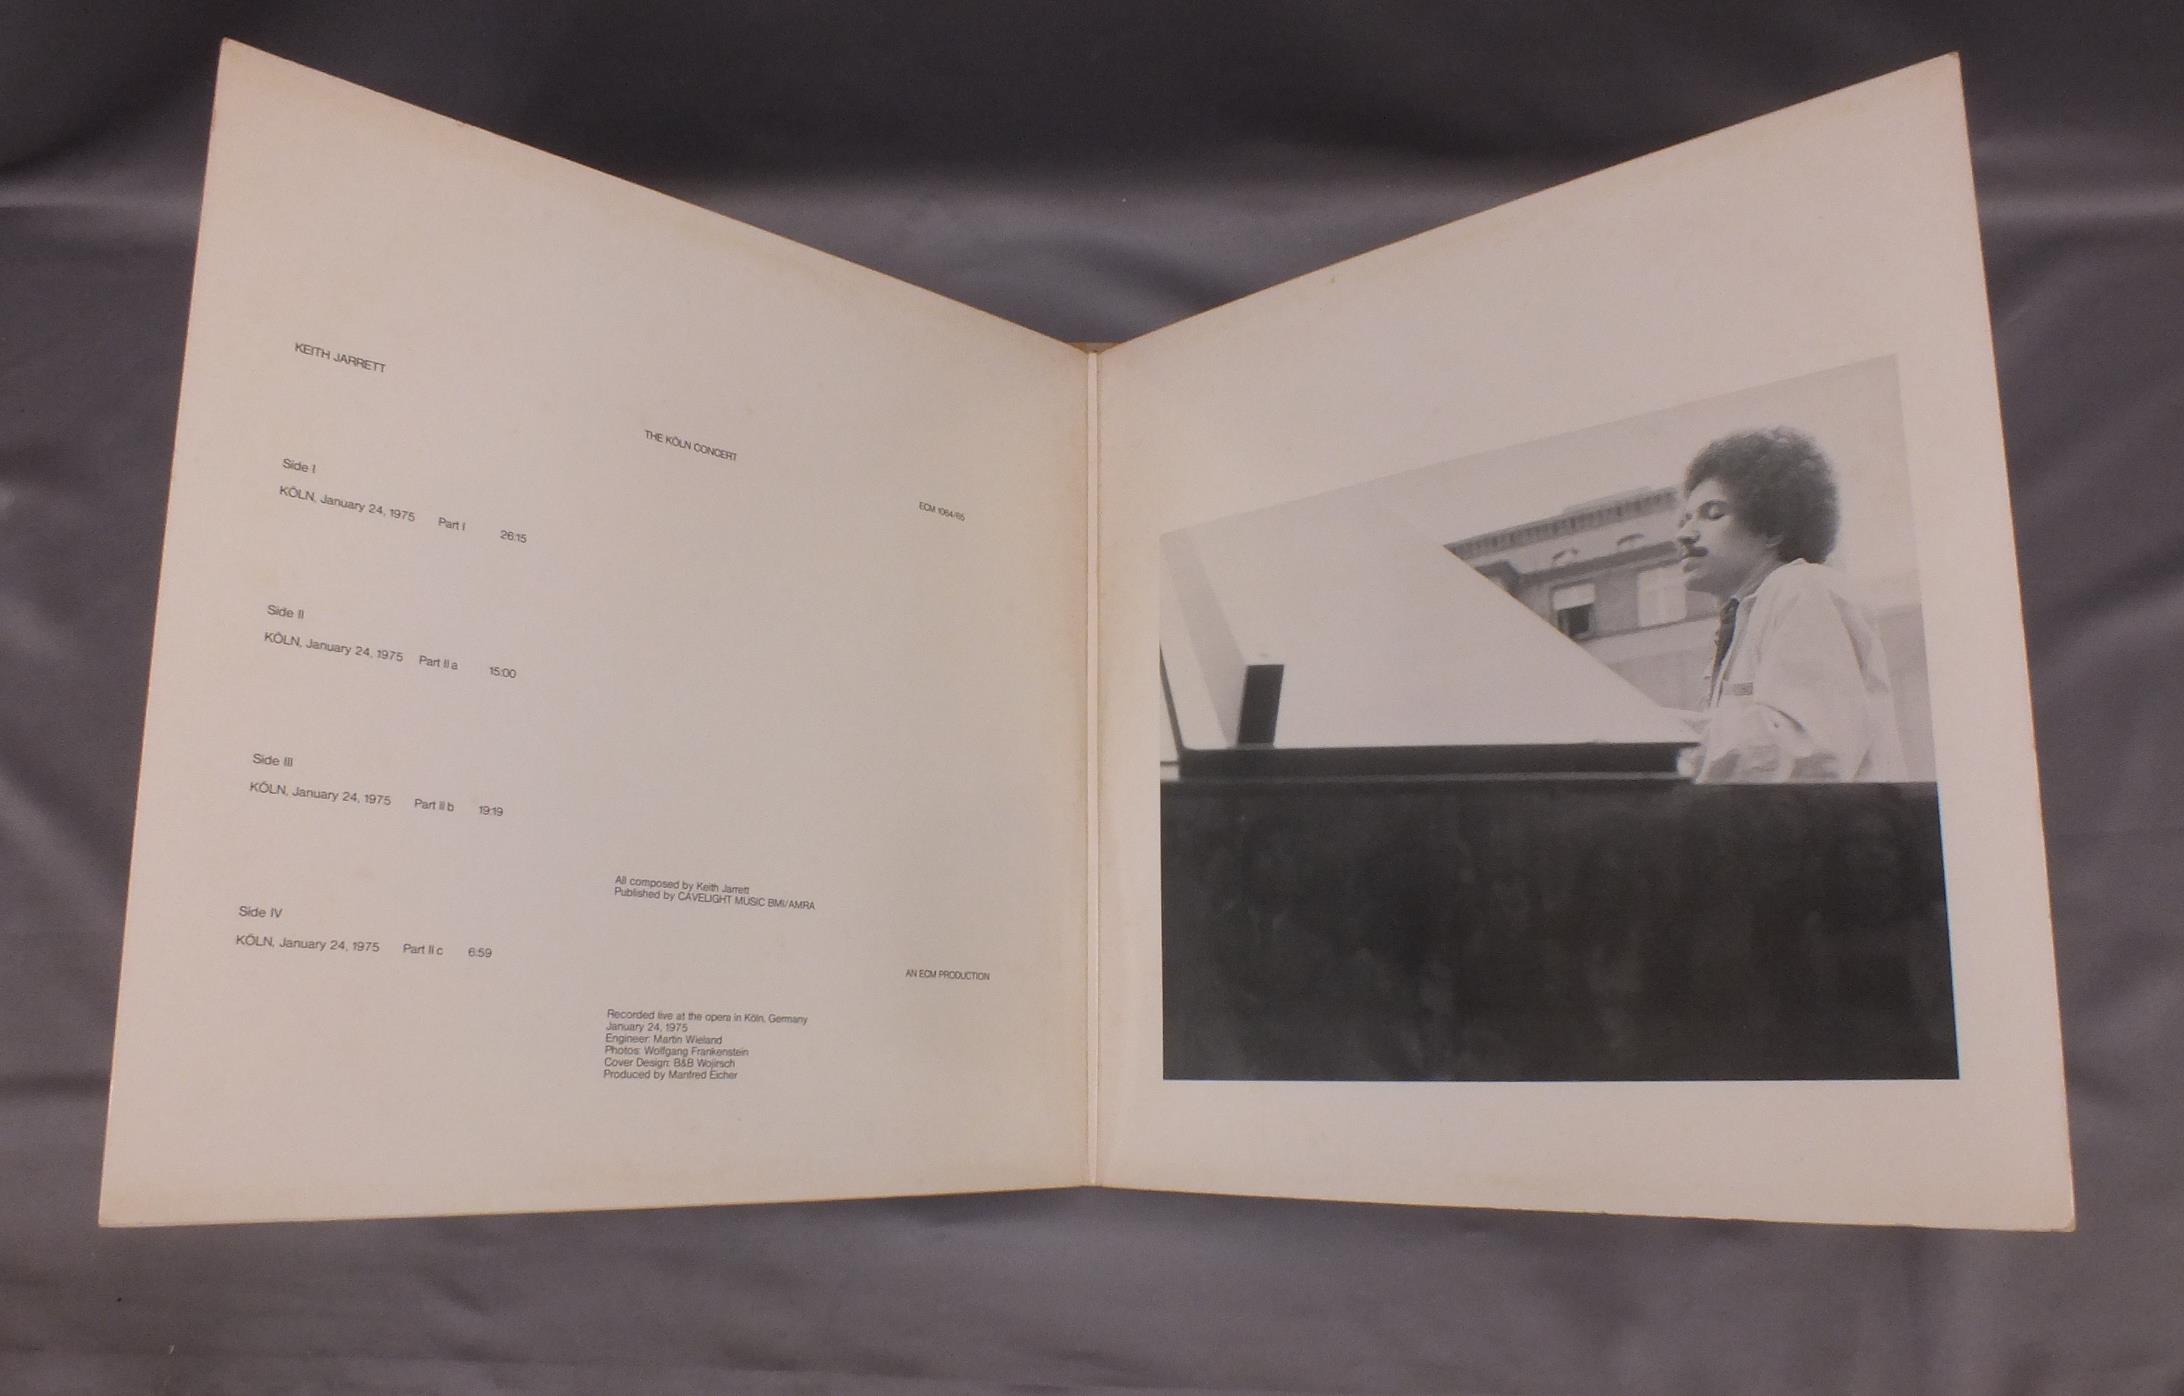 KEITH JARRETT
THE KÖLN CONCERT
ECM 1064/65
Side I
KÖLN, January 24, 1975 Part I 26:15
Side II
KÖLN, January 24, 1975 Part II a 15:00
Side III
KÖLN, January 24, 1975 Part II b 19:19
Side IV
KÖLN, January 24, 1975 Part II c 6:59
All composed by Keith Jarrett
Published by CAVELIGHT MUSIC BMI/AMRA
AN ECM PRODUCTION
Recorded live at the opera in Köln, Germany
January 24, 1975
Engineer: Martin Wieland
Photos: Wolfgang Frankenstein
Cover Design: B&B Wojirsch
Produced by Manfred Eicher